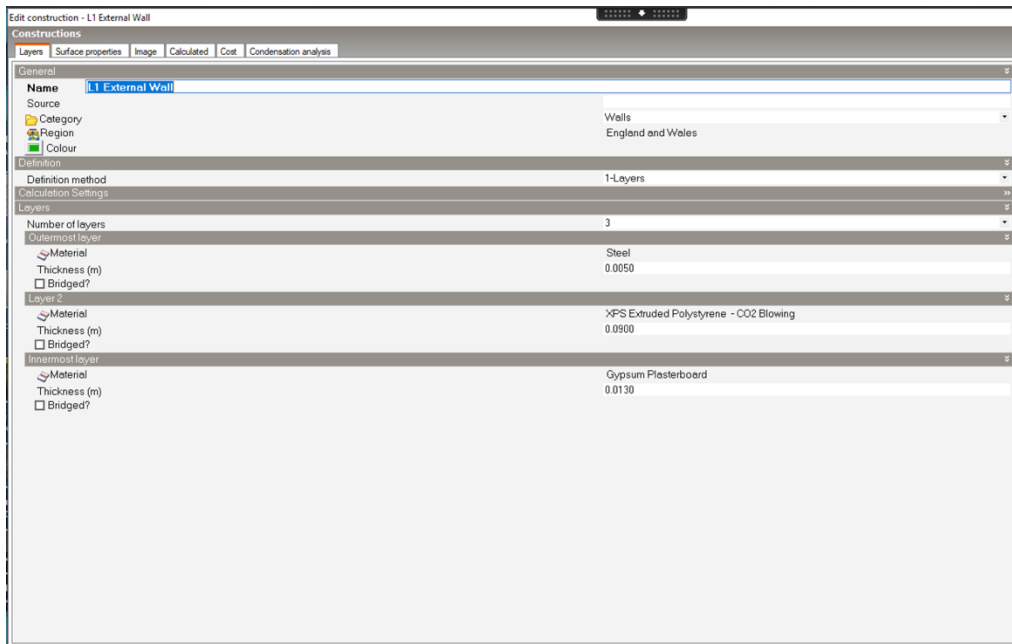 Edit construction - L1 External Wall
Constructions
Layers Surface properties Image Calculated Cost Condensation analysis
General
Name L1 External Wall
Source
Category Walls
Region England and Wales
Colour
Definition
Definition method 1-Layers
Calculation Settings
Layers
Number of layers 3
Outermost layer
Material Steel
Thickness (m) 0.0050
Bridged?
Layer 2
Material XPS Extruded Polystyrene - CO2 Blowing
Thickness (m) 0.0900
Bridged?
Innermost layer
Material Gypsum Plasterboard
Thickness (m) 0.0130
Bridged?